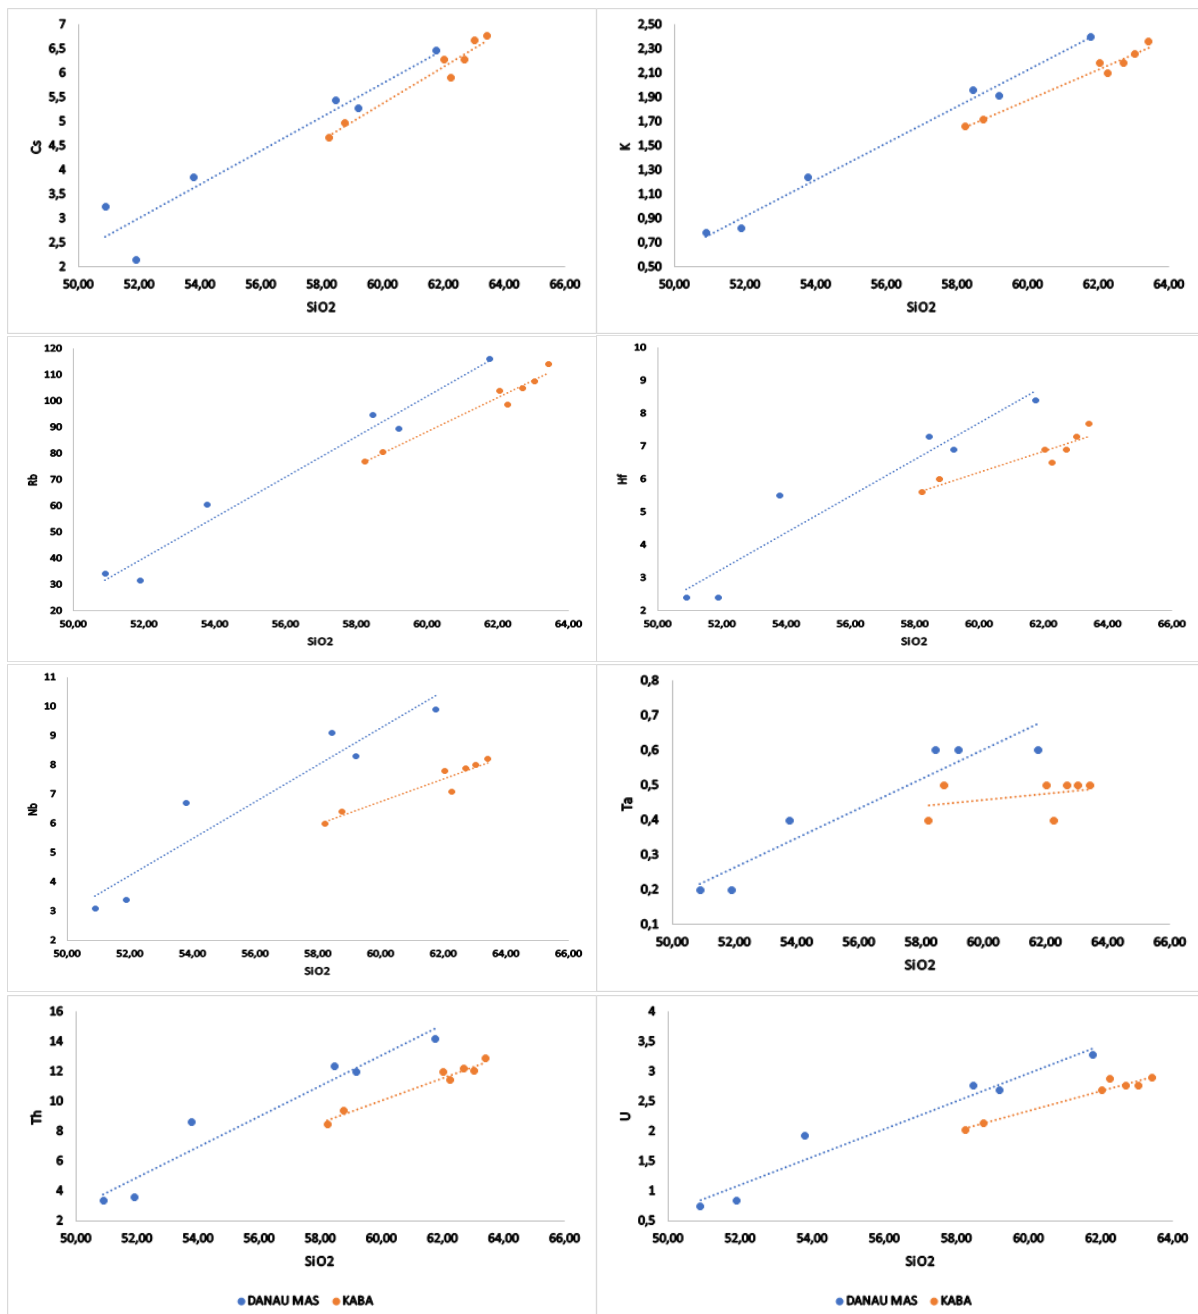 7
6,5
6
5,5
5
4,5
4
3,5
3
2,5
2
Cs
50,00 52,00 54,00 56,00 58,00 60,00 62,00 64,00 66,00
SiO2
2,50
2,30
2,10
1,90
1,70
1,50
1,30
1,10
0,90
0,70
0,50
K
50,00 52,00 54,00 56,00 58,00 60,00 62,00 64,00
SiO2
120
110
100
90
80
70
60
50
40
30
20
Rb
50,00 52,00 54,00 56,00 58,00 60,00 62,00 64,00
SiO2
10
9
8
7
6
5
4
3
2
Hf
50,00 52,00 54,00 56,00 58,00 60,00 62,00 64,00 66,00
SiO2
11
10
9
8
7
6
5
4
3
2
Nb
50,00 52,00 54,00 56,00 58,00 60,00 62,00 64,00 66,00
SiO2
0,8
0,7
0,6
0,5
0,4
0,3
0,2
0,1
Ta
50,00 52,00 54,00 56,00 58,00 60,00 62,00 64,00 66,00
SiO2
16
14
12
10
8
6
4
2
Th
50,00 52,00 54,00 56,00 58,00 60,00 62,00 64,00 66,00
SiO2
4
3,5
3
2,5
2
1,5
1
0,5
U
50,00 52,00 54,00 56,00 58,00 60,00 62,00 64,00
SiO2
DANAU MAS KABA
DANAU MAS KABA